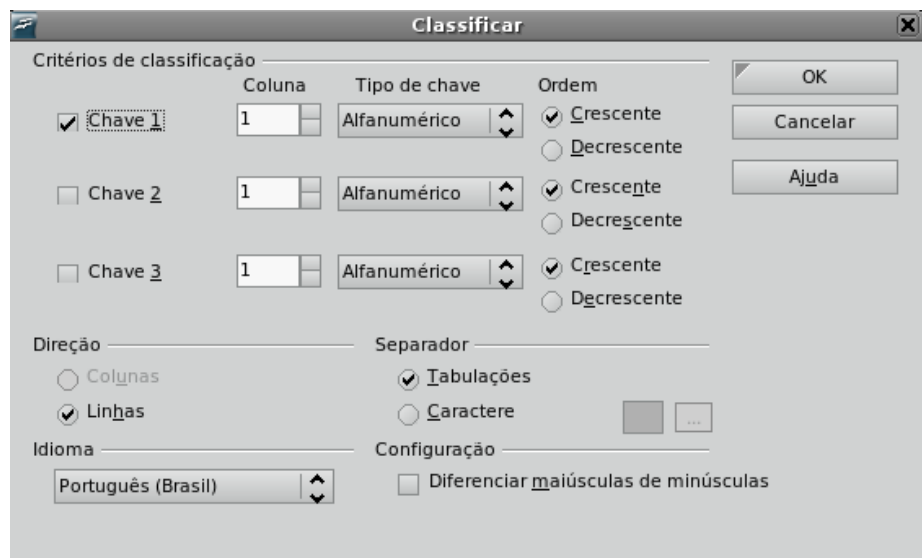 Classificar
Critérios de classificação
Coluna Tipo de chave Ordem
Chave 1 1 Alfanumérico Crescente
Decrescente
Chave 2 1 Alfanumérico Crescente
Decrescente
Chave 3 1 Alfanumérico Crescente
Decrescente
OK
Cancelar
Ajuda
Direção
Colunas
Linhas
Separador
Tabulações
Caractere ...
Idioma
Português (Brasil)
Configuração
Diferenciar maiúsculas de minúsculas